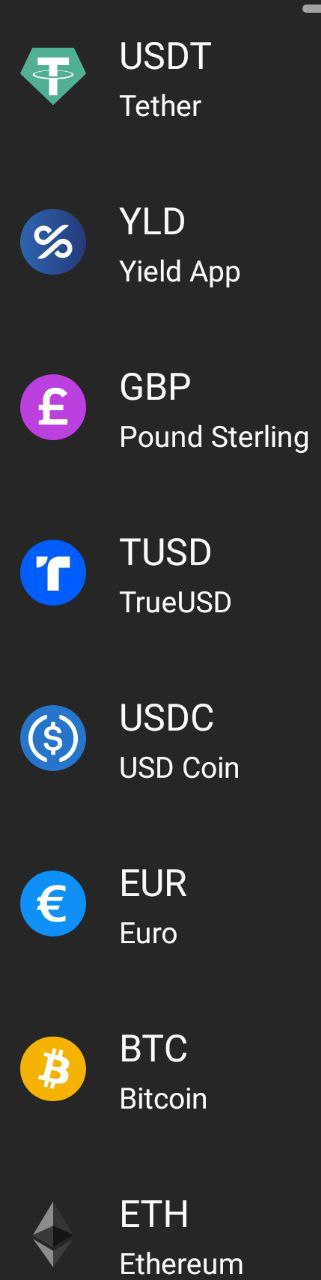 USDT
Tether
YLD
Yield App
GBP
Pound Sterling
TUSD
TrueUSD
USDC
USD Coin
EUR
Euro
BTC
Bitcoin
ETH
Ethereum